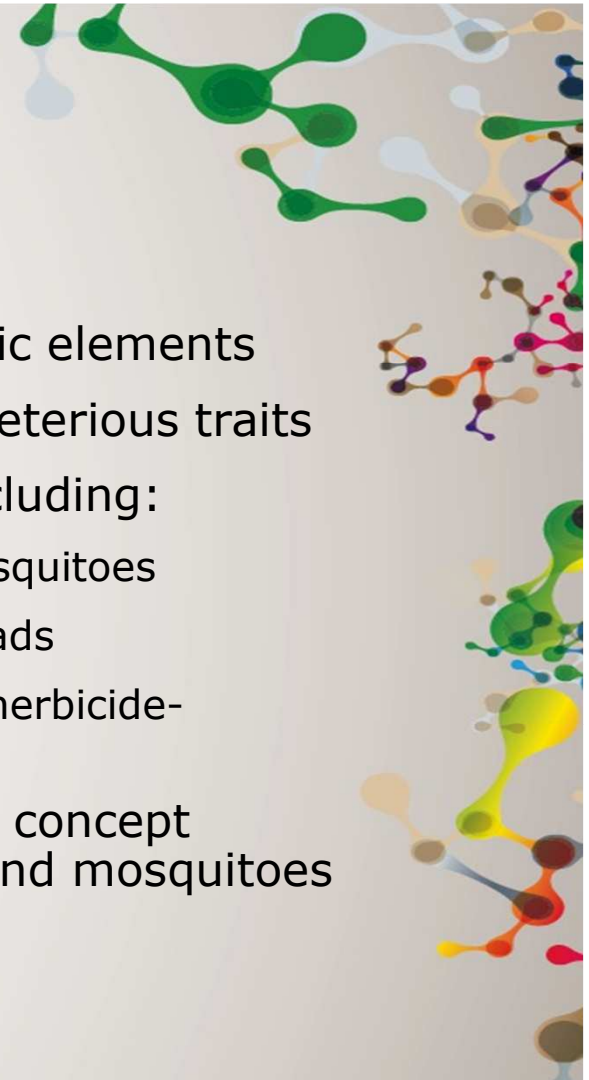 ic elements
eterious traits
cluding:
squitoes
ads
herbicide-
concept
nd mosquitoes